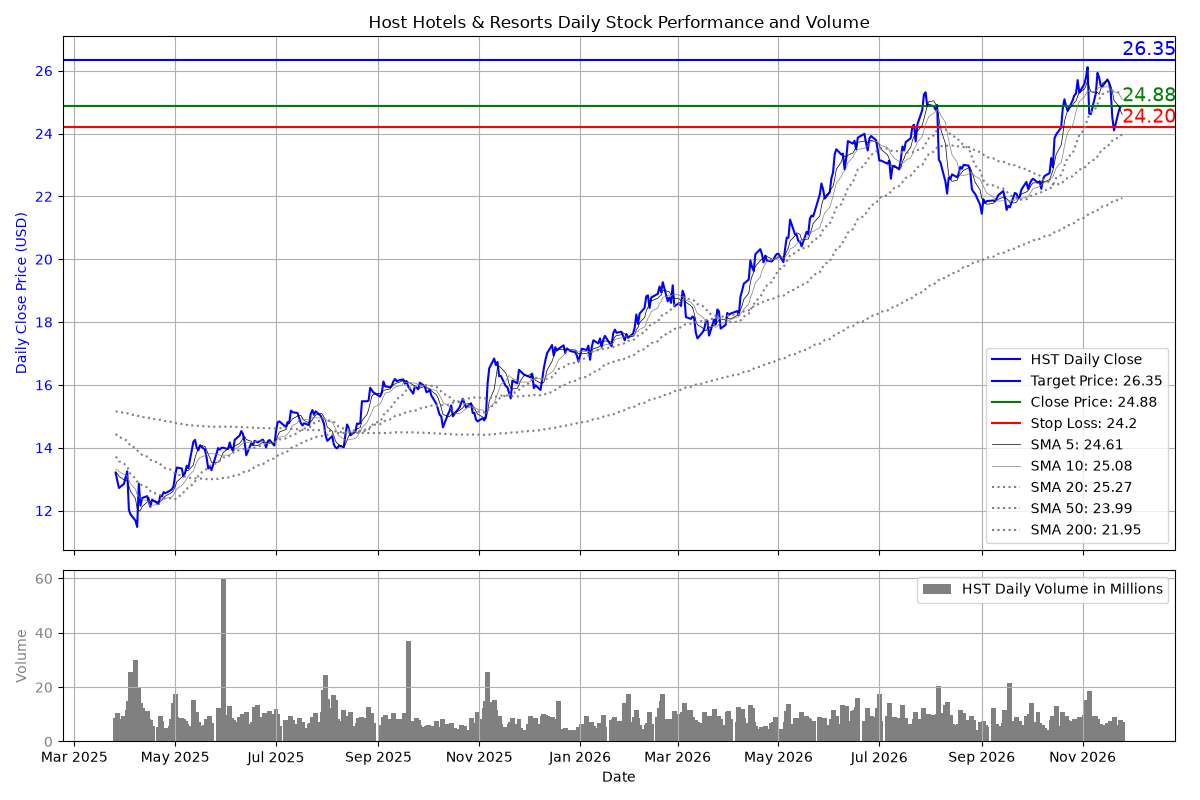 Host Hotels & Resorts Daily Stock Performance and Volume
26.35
24.88
24.20
Daily Close Price (USD)
26
24
22
20
18
16
14
12
HST Daily Close
Target Price: 26.35
Close Price: 24.88
Stop Loss: 24.2
SMA 5: 24.61
SMA 10: 25.08
SMA 20: 25.27
SMA 50: 23.99
SMA 200: 21.95
Volume
60
40
20
0
HST Daily Volume in Millions
Mar 2025 May 2025 Jul 2025 Sep 2025 Nov 2025 Jan 2026 Mar 2026 May 2026 Jul 2026 Sep 2026 Nov 2026
Date